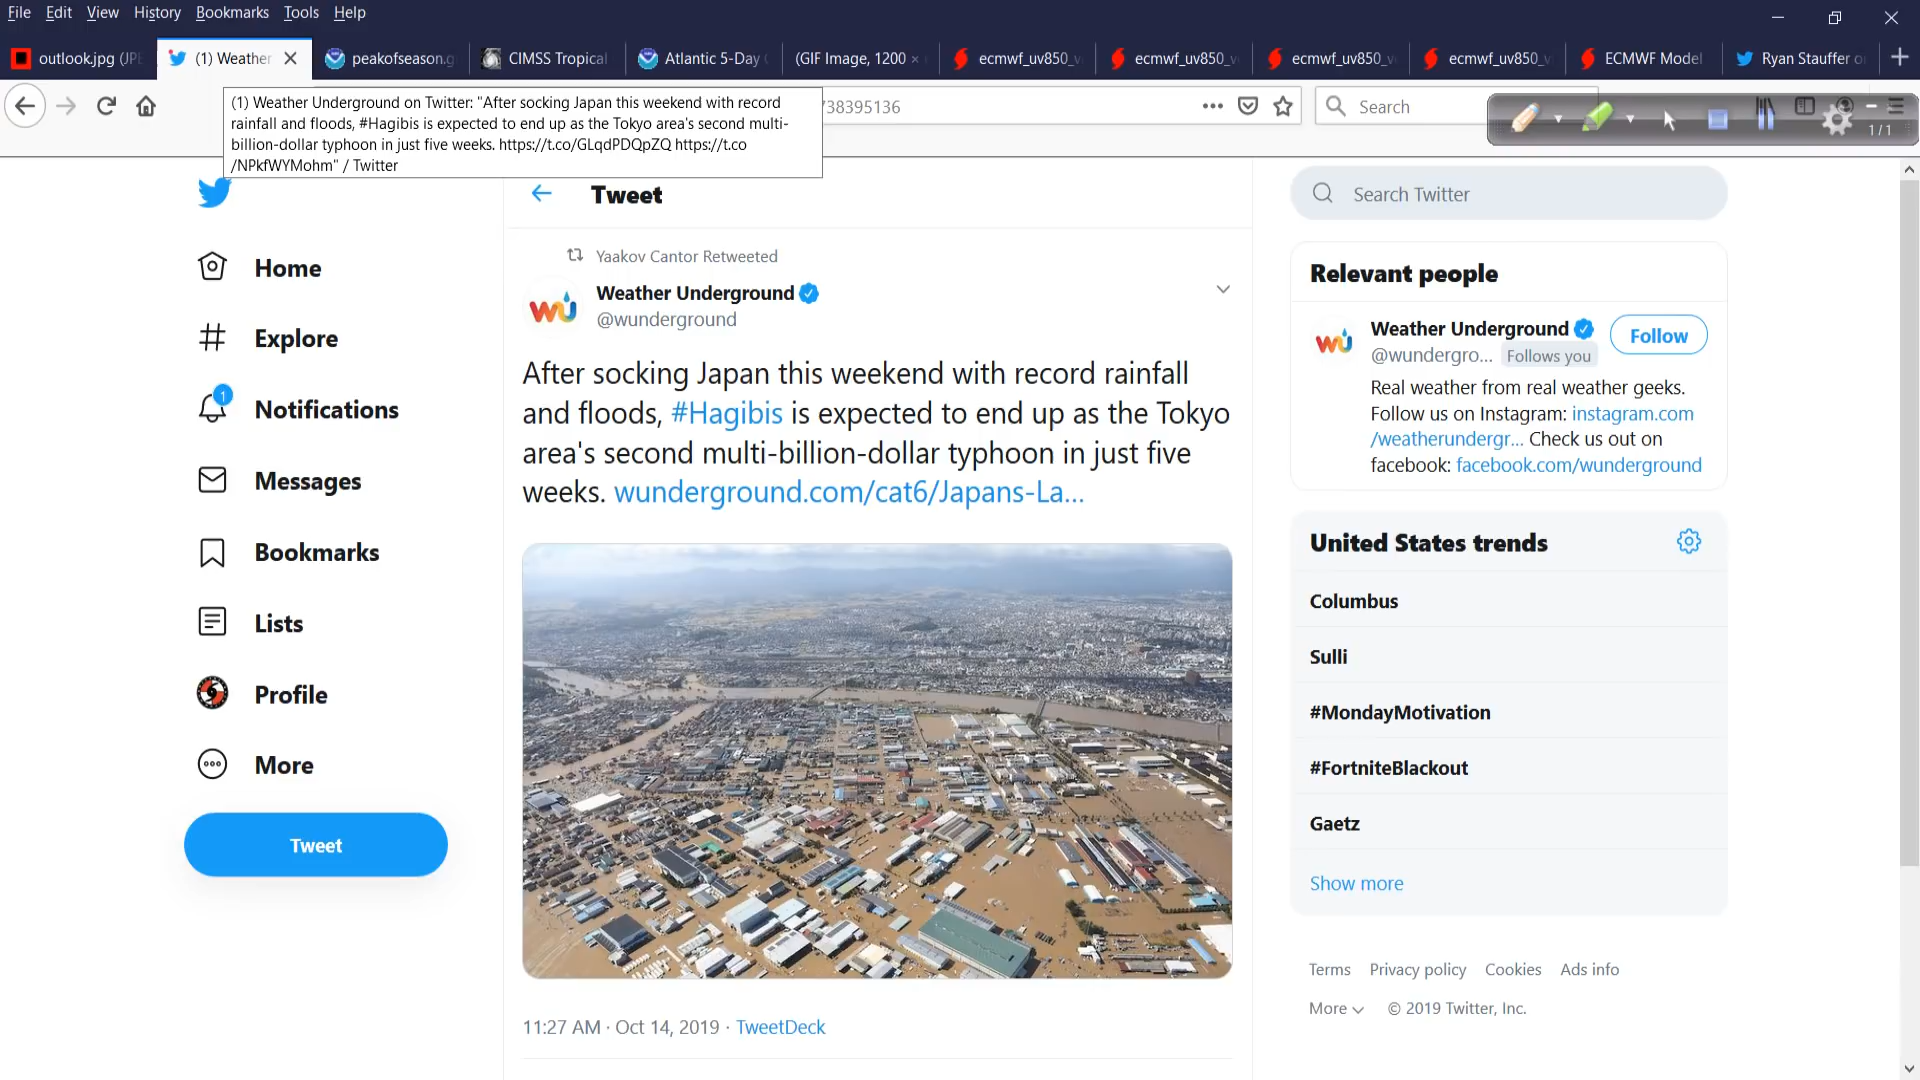 File Edit View History Bookmarks Tools Help
outlook.jpg (JPE
(1) Weather
peakofseason.g
CIMSS Tropical
Atlantic 5-Day
(GIF Image, 1200 ×
ecmwf_uv850_v
ecmwf_uv850_v
ecmwf_uv850_v
ecmwf_uv850_v
ECMWF Model
Ryan Stauffer o
738395136
Search
1/1
(1) Weather Underground on Twitter: "After socking Japan this weekend with record
rainfall and floods, #Hagibis is expected to end up as the Tokyo area's second multi-
billion-dollar typhoon in just five weeks. https://t.co/GLqdPDQpZQ https://t.co
/NPkfWYMohm" / Twitter
Home
Explore
1
Notifications
Messages
Bookmarks
Lists
Profile
More
Tweet
Tweet
Yaakov Cantor Retweeted
wu
Weather Underground
@wunderground
After socking Japan this weekend with record rainfall
and floods, #Hagibis is expected to end up as the Tokyo
area's second multi-billion-dollar typhoon in just five
weeks. wunderground.com/cat6/Japans-La...
11:27 AM · Oct 14, 2019 · TweetDeck
Search Twitter
Relevant people
wu
Weather Underground
@wundergro... Follows you
Follow
Real weather from real weather geeks.
Follow us on Instagram: instagram.com
/weatherundergr... Check us out on
facebook: facebook.com/wunderground
United States trends
Columbus
Sulli
#MondayMotivation
#FortniteBlackout
Gaetz
Show more
Terms Privacy policy Cookies Ads info
More © 2019 Twitter, Inc.